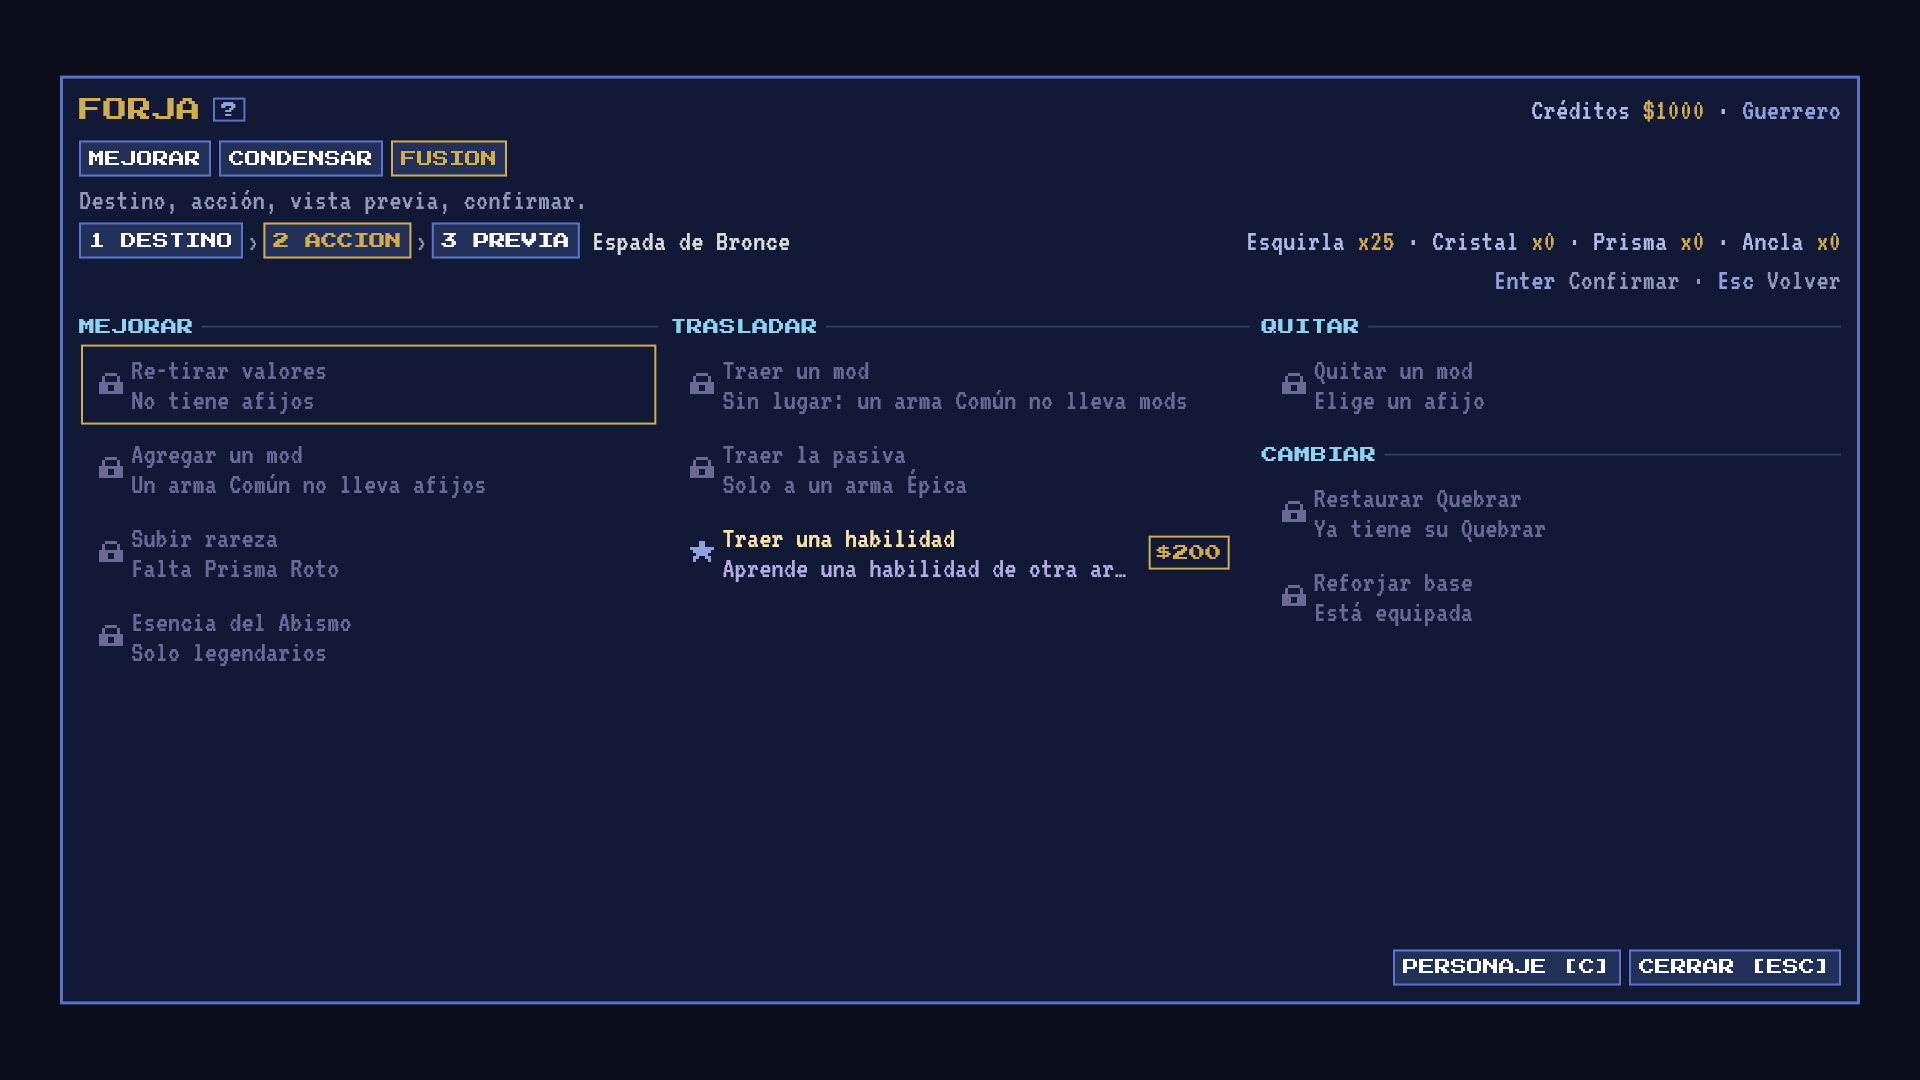 FORJA ?
Créditos $1000 · Guerrero
MEJORAR CONDENSAR FUSION
Destino, acción, vista previa, confirmar.
1 DESTINO › 2 ACCION › 3 PREVIA Espada de Bronce
Esquirla x25 · Cristal x0 · Prisma x0 · Ancla x0
Enter Confirmar · Esc Volver
MEJORAR
Re-tirar valores
No tiene afijos
Agregar un mod
Un arma Común no lleva afijos
Subir rareza
Falta Prisma Roto
Esencia del Abismo
Solo legendarios
TRASLADAR
Traer un mod
Sin lugar: un arma Común no lleva mods
Traer la pasiva
Solo a un arma Épica
Traer una habilidad
Aprende una habilidad de otra ar…
$200
QUITAR
Quitar un mod
Elige un afijo
CAMBIAR
Restaurar Quebrar
Ya tiene su Quebrar
Reforjar base
Está equipada
PERSONAJE [C] CERRAR [ESC]